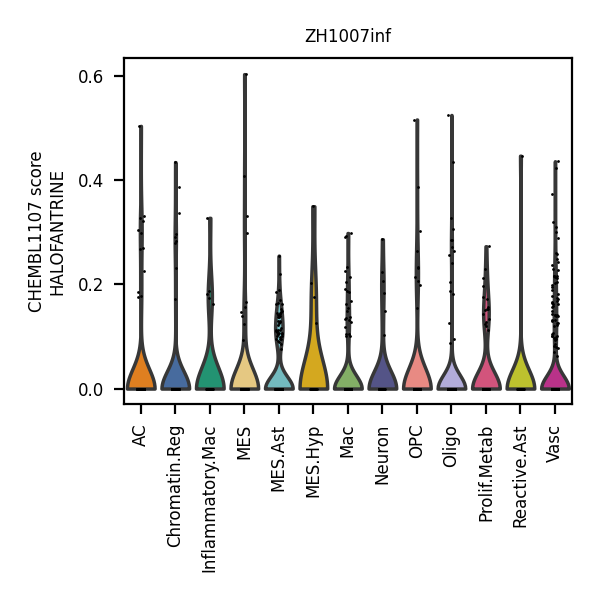 ZH1007inf
CHEMBL1107 score
HALOFANTRINE
0.6
0.4
0.2
0.0
AC
Chromatin.Reg
Inflammatory.Mac
MES
MES.Ast
MES.Hyp
Mac
Neuron
OPC
Oligo
Prolif.Metab
Reactive.Ast
Vasc